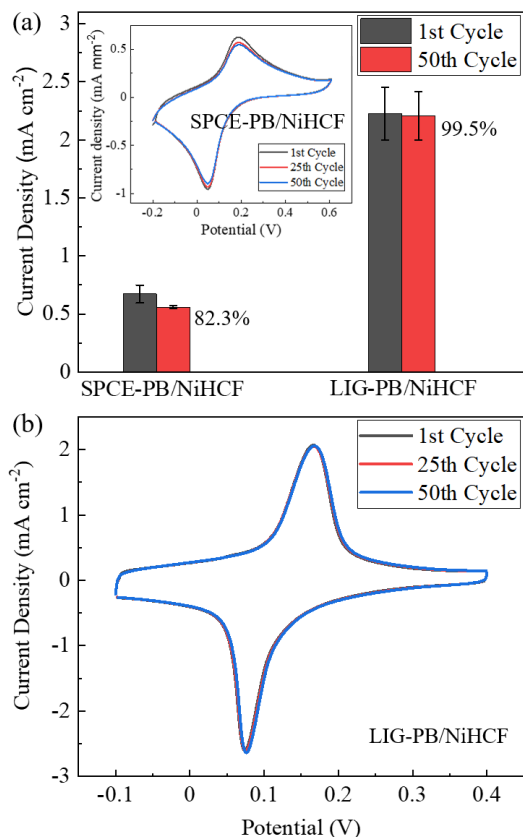 (a)
Current Density (mA cm-2)
3
2.5
2
1.5
1
0.5
0
1st Cycle
50th Cycle
Current density (mA mm-2)
0.5
0
-0.5
-1
SPCE-PB/NiHCF
1st Cycle
25th Cycle
50th Cycle
-0.2 0.0 0.2 0.4 0.6
Potential (V)
99.5%
82.3%
SPCE-PB/NiHCF LIG-PB/NiHCF
(b)
Current Density (mA cm-2)
2
1
0
-1
-2
-3
1st Cycle
25th Cycle
50th Cycle
LIG-PB/NiHCF
-0.1 0 0.1 0.2 0.3 0.4
Potential (V)